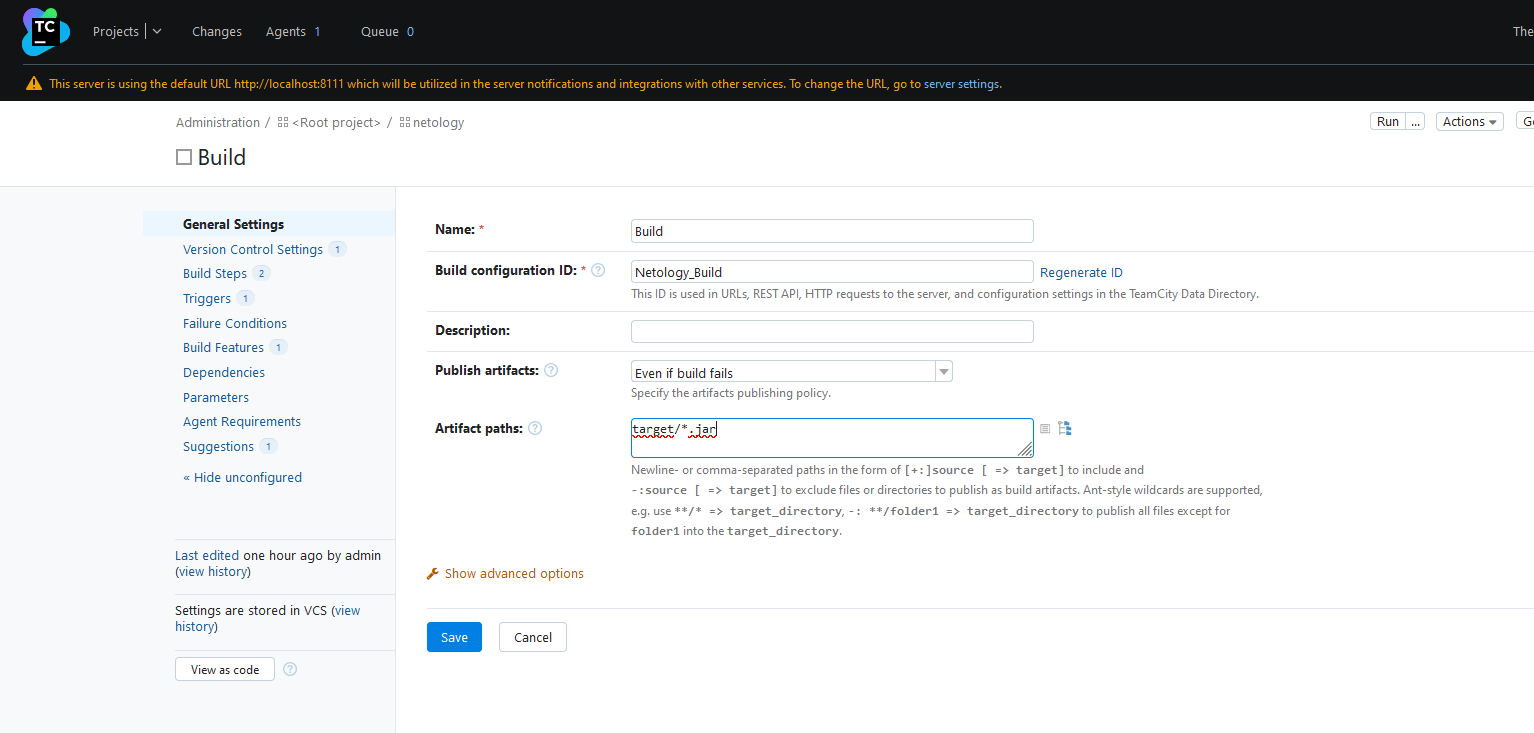 TC
Projects
Changes
Agents 1
Queue 0
The
This server is using the default URL http://localhost:8111 which will be utilized in the server notifications and integrations with other services. To change the URL, go to server settings.
Administration / <Root project> / netology
Run ... Actions
Build
General Settings
Version Control Settings 1
Build Steps 2
Triggers 1
Failure Conditions
Build Features 1
Dependencies
Parameters
Agent Requirements
Suggestions 1
« Hide unconfigured
Last edited one hour ago by admin
(view history)
Settings are stored in VCS (view
history)
View as code ?
Name: * Build
Build configuration ID: * ? Netology_Build Regenerate ID
This ID is used in URLs, REST API, HTTP requests to the server, and configuration settings in the TeamCity Data Directory.
Description:
Publish artifacts: ? Even if build fails
Specify the artifacts publishing policy.
Artifact paths: ? target/*.jar
Newline- or comma-separated paths in the form of [+:]source [ => target] to include and
-:source [ => target] to exclude files or directories to publish as build artifacts. Ant-style wildcards are supported,
e.g. use **/* => target_directory, -: **/folder1 => target_directory to publish all files except for
folder1 into the target_directory.
Show advanced options
Save Cancel